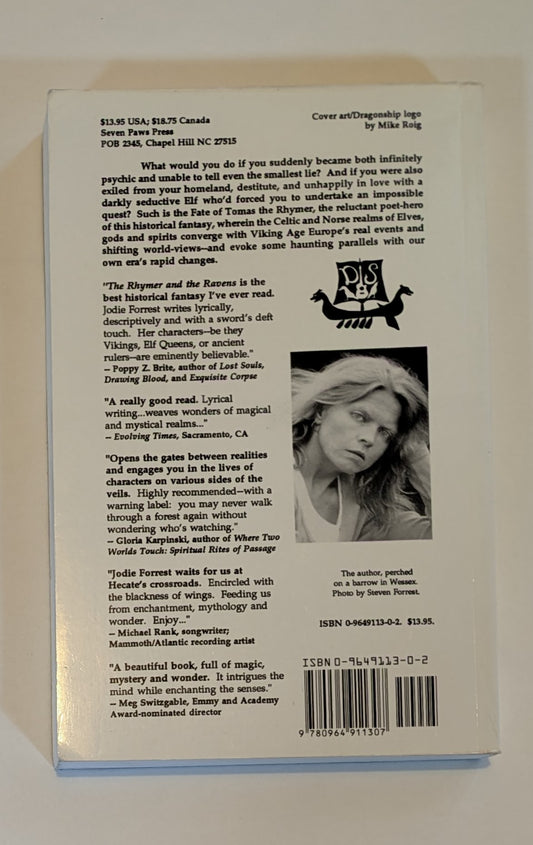 $13.95 USA; $18.75 Canada
Seven Paws Press
POB 2345, Chapel Hill NC 27515
Cover art/Dragonship logo
by Mike Roig
What would you do if you suddenly became both infinitely
psychic and unable to tell even the smallest lie? And if you were also
exiled from your homeland, destitute, and unhappily in love with a
darkly seductive Elf who'd forced you to undertake an impossible
quest? Such is the Fate of Tomas the Rhymer, the reluctant poet-hero
of this historical fantasy, wherein the Celtic and Norse realms of Elves,
gods and spirits converge with Viking Age Europe's real events and
shifting world-views--and evoke some haunting parallels with our
own era's rapid changes.
"The Rhymer and the Ravens is the
best historical fantasy I've ever read.
Jodie Forrest writes lyrically,
descriptively and with a sword's deft
touch. Her characters--be they
Vikings, Elf Queens, or ancient
rulers--are eminently believable."
-- Poppy Z. Brite, author of Lost Souls,
Drawing Blood, and Exquisite Corpse
"A really good read. Lyrical
writing...weaves wonders of magical
and mystical realms..."
-- Evolving Times, Sacramento, CA
"Opens the gates between realities
and engages you in the lives of
characters on various sides of the
veils. Highly recommended--with a
warning label: you may never walk
through a forest again without
wondering who's watching."
-- Gloria Karpinski, author of Where Two
Worlds Touch: Spiritual Rites of Passage
"Jodie Forrest waits for us at
Hecate's crossroads. Encircled with
the blackness of wings. Feeding us
from enchantment, mythology and
wonder. Enjoy..."
-- Michael Rank, songwriter;
Mammoth/Atlantic recording artist
"A beautiful book, full of magic,
mystery and wonder. It intrigues the
mind while enchanting the senses."
-- Meg Switzgable, Emmy and Academy
Award-nominated director
The author, perched
on a barrow in Wessex.
Photo by Steven Forrest.
ISBN 0-9649113-0-2. $13.95.
ISBN 0-9649113-0-2
9 780964 911307